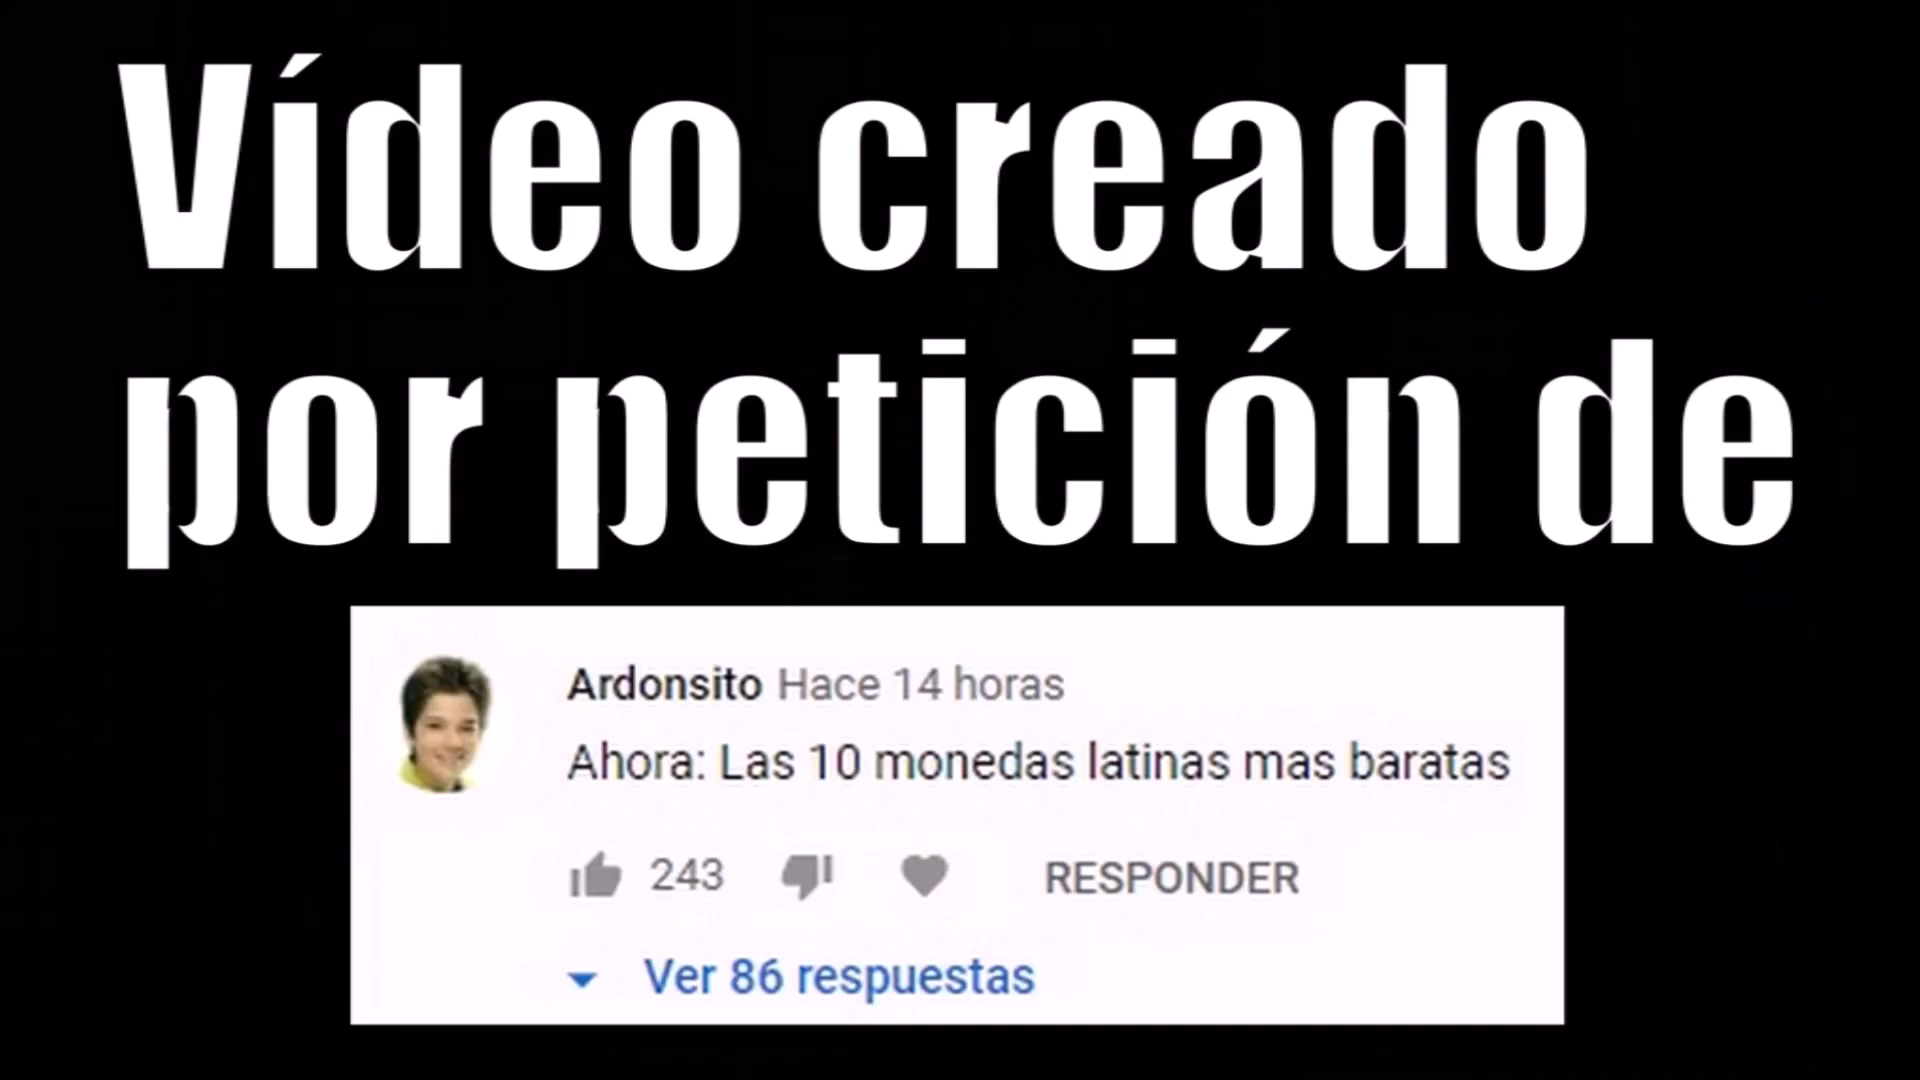 Vídeo creado
por petición de
Ardonsito Hace 14 horas
Ahora: Las 10 monedas latinas mas baratas
243 RESPONDER
Ver 86 respuestas